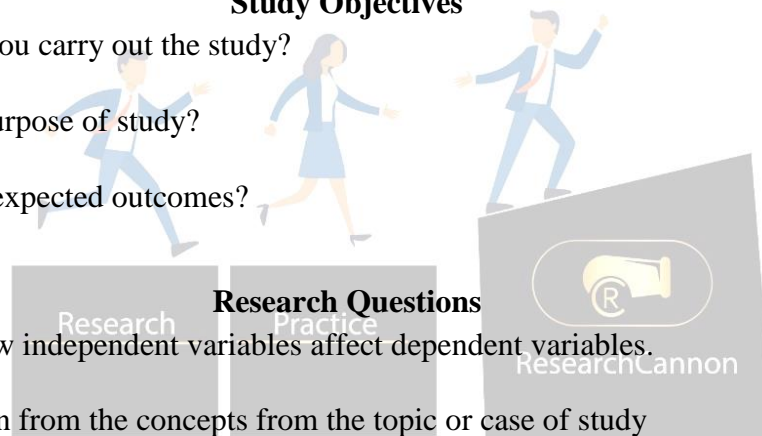 Study Objectives
ou carry out the study?
urpose of study?
expected outcomes?
Research Questions
Research
Practice
w independent variables affect dependent variables.
R
ResearchCannon
n from the concepts from the topic or case of study